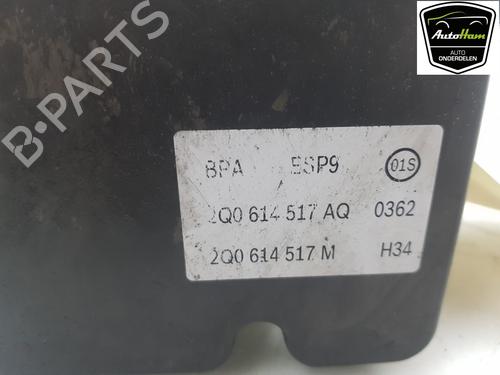 AutoHam
AUTO
ONDERDELEN
B-PARTS
BPA ESP9 01S
2Q0 614 517 AQ 0362
2Q0 614 517 M H34